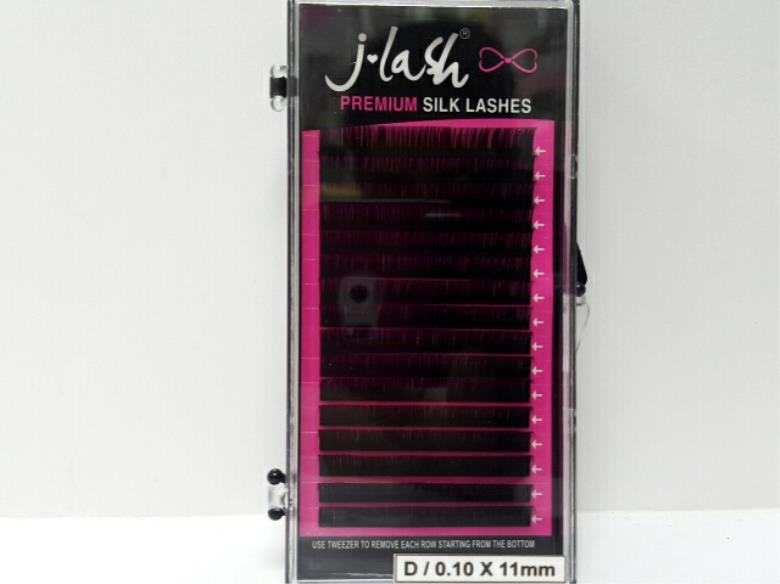 j•lash®
PREMIUM SILK LASHES
USE TWEEZER TO REMOVE EACH ROW STARTING FROM THE BOTTOM
D / 0.10 X 11mm